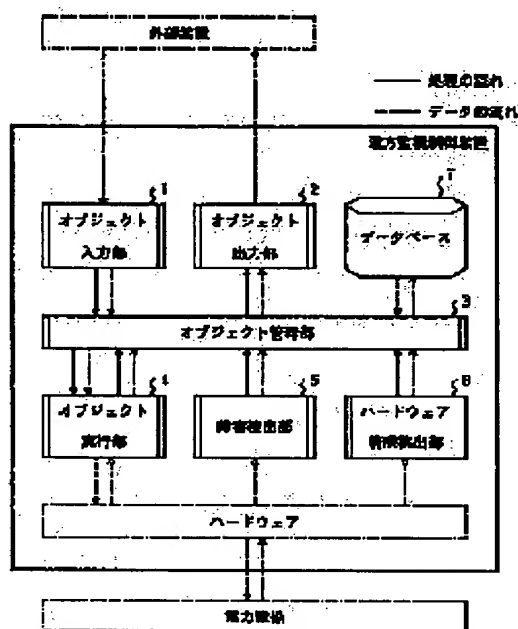 外部装置
処理の流れ
データの流れ
遠方監視制御装置
1
2
7
オブジェクト
入力部
オブジェクト
出力部
データベース
3
オブジェクト管理部
4
5
6
オブジェクト
実行部
障害検出部
ハードウェア
構成検出部
ハードウェア
電力設備